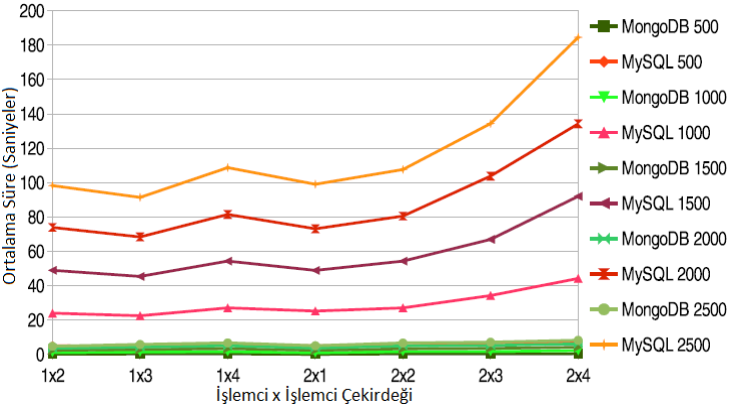 200
180
160
140
120
100
80
60
40
20
0
Ortalama Süre (Saniyeler)
1x2 1x3 1x4 2x1 2x2 2x3 2x4
İşlemci x İşlemci Çekirdeği
MongoDB 500
MySQL 500
MongoDB 1000
MySQL 1000
MongoDB 1500
MySQL 1500
MongoDB 2000
MySQL 2000
MongoDB 2500
MySQL 2500